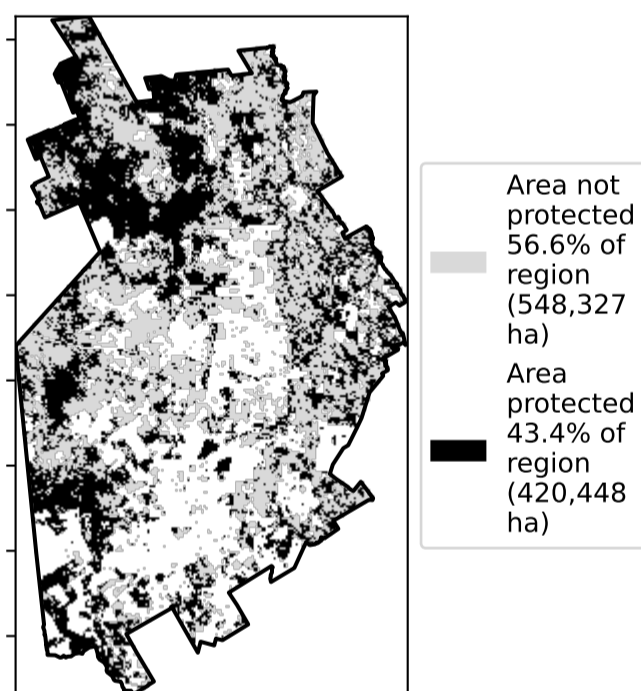 Area not
protected
56.6% of
region
(548,327
ha)
Area
protected
43.4% of
region
(420,448
ha)